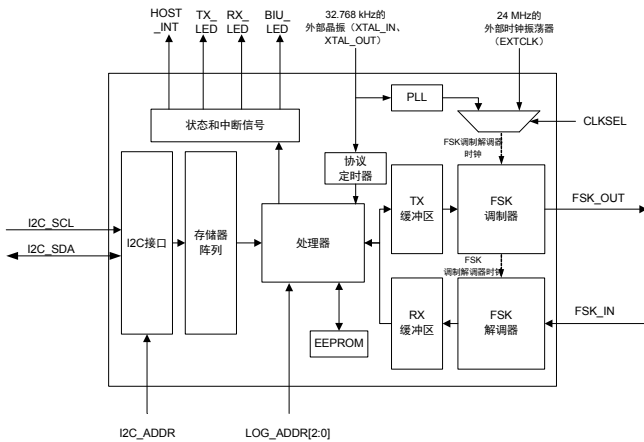 HOST
_INT
TX_
LED
RX_
LED
BIU_
LED
32.768 kHz的
外部晶振（XTAL_IN、
XTAL_OUT）
24 MHz的
外部时钟振荡器
（EXTCLK）
PLL
CLKSEL
状态和中断信号
FSK调制解调器
时钟
协议
定时器
I2C_SCL
I2C_SDA
I2C接口
存储器
阵列
处理器
TX
缓冲区
FSK
调制器
FSK_OUT
FSK
调制解调器时钟
EEPROM
RX
缓冲区
FSK
解调器
FSK_IN
I2C_ADDR
LOG_ADDR[2:0]